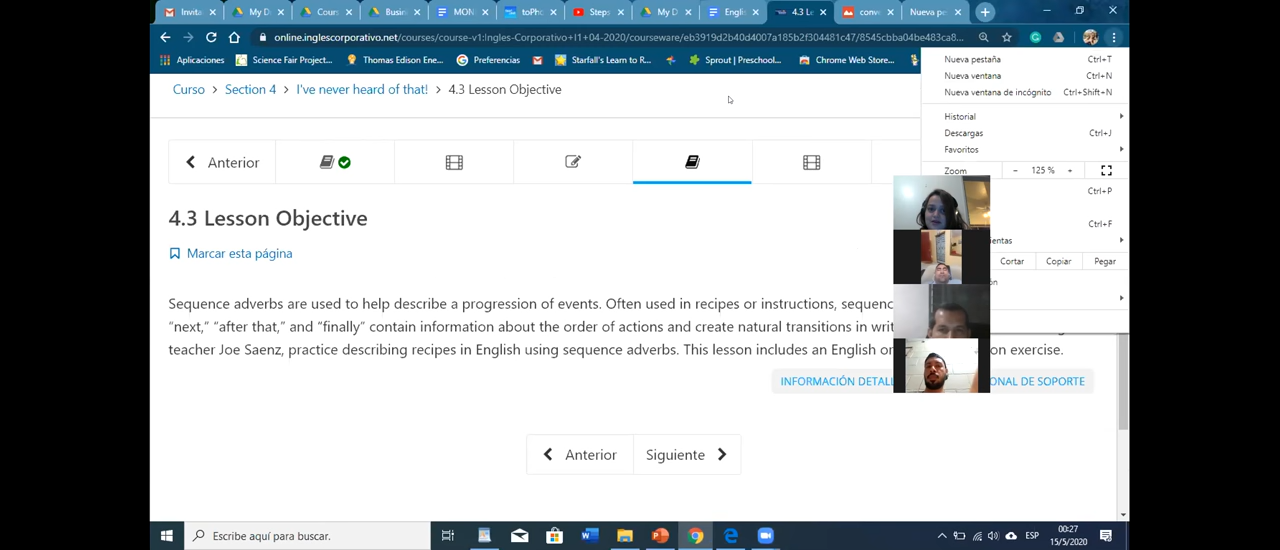 Invita
My D
Cours
Busin
MON
toPho
Steps
My D
Engli
4.3 Le
conv
Nueva pe
online.inglescorporativo.net/courses/course-v1:Ingles-Corporativo+I1+04-2020/courseware/eb3919d2b40d4007a185b2f304481c47/8545cbba04be483ca8...
Aplicaciones
Science Fair Project...
Thomas Edison Ene...
Preferencias
Starfall's Learn to R...
Sprout | Preschool...
Chrome Web Store...
Nueva pestaña Ctrl+T
Nueva ventana Ctrl+N
Nueva ventana de incógnito Ctrl+Shift+N
Historial
Descargas Ctrl+J
Favoritos
Zoom − 125 % +
Ctrl+P
Ctrl+F
ientas
Cortar Copiar Pegar
ón
Curso > Section 4 > I've never heard of that! > 4.3 Lesson Objective
Anterior
4.3 Lesson Objective
Marcar esta página
Sequence adverbs are used to help describe a progression of events. Often used in recipes or instructions, sequenc
"next," "after that," and "finally" contain information about the order of actions and create natural transitions in writ
teacher Joe Saenz, practice describing recipes in English using sequence adverbs. This lesson includes an English on exercise.
INFORMACIÓN DETALL ONAL DE SOPORTE
Anterior Siguiente
Escribe aquí para buscar.
ESP
00:27
15/5/2020